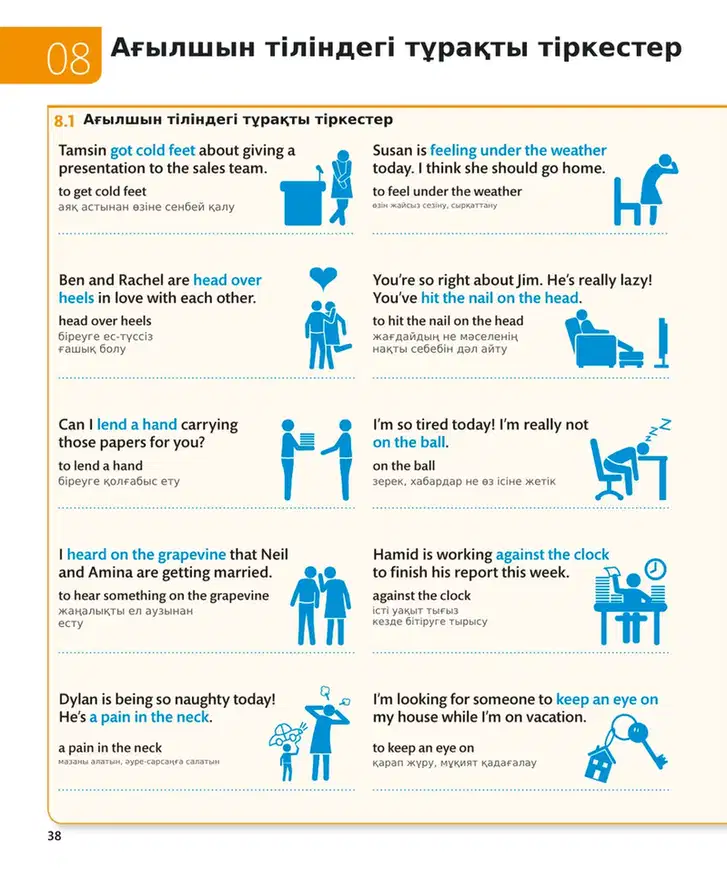 08
Ағылшын тіліндегі тұрақты тіркестер
8.1 Ағылшын тіліндегі тұрақты тіркестер
Tamsin got cold feet about giving a
presentation to the sales team.
to get cold feet
аяқ астынан өзіне сенбей қалу
Susan is feeling under the weather
today. I think she should go home.
to feel under the weather
өзін жайсыз сезіну, сырқаттану
Ben and Rachel are head over
heels in love with each other.
head over heels
біреуге ес-түссіз
ғашық болу
You're so right about Jim. He's really lazy!
You've hit the nail on the head.
to hit the nail on the head
жағдайдың не мәселенің
нақты себебін дәл айту
Can I lend a hand carrying
those papers for you?
to lend a hand
біреуге қолғабыс ету
I'm so tired today! I'm really not
on the ball.
on the ball
зерек, хабардар не өз ісіне жетік
zzz
I heard on the grapevine that Neil
and Amina are getting married.
to hear something on the grapevine
жаңалықты ел аузынан
есту
Hamid is working against the clock
to finish his report this week.
against the clock
істі уақыт тығыз
кезде бітіруге тырысу
Dylan is being so naughty today!
He's a pain in the neck.
a pain in the neck
мазаны алатын, әуре-сарсаңға салатын
I'm looking for someone to keep an eye on
my house while I'm on vacation.
to keep an eye on
қарап жүру, мұқият қадағалау
38